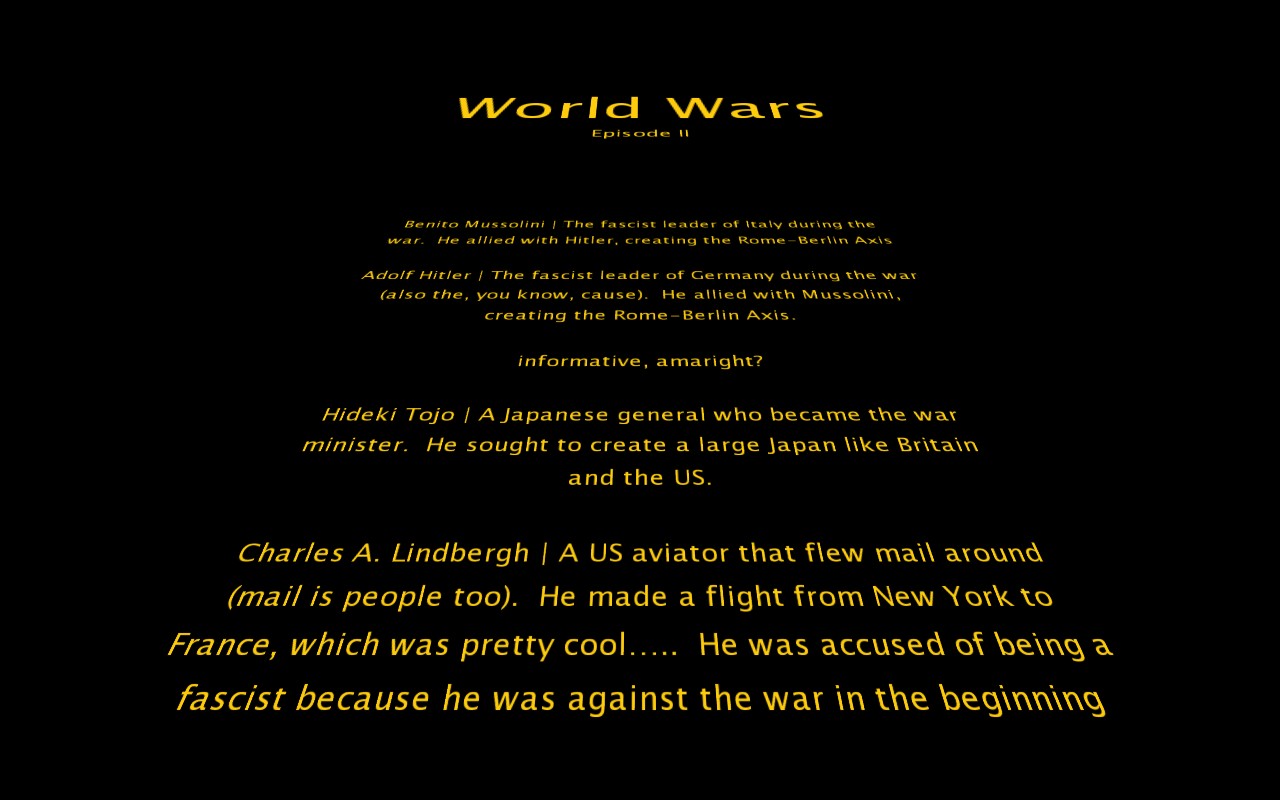 World Wars
Episode II
Benito Mussolini | The fascist leader of Italy during the
war.  He allied with Hitler, creating the Rome-Berlin Axis
Adolf Hitler | The fascist leader of Germany during the war
(also the, you know, cause).  He allied with Mussolini,
creating the Rome-Berlin Axis.
informative, amaright?
Hideki Tojo | A Japanese general who became the war
minister.  He sought to create a large Japan like Britain
and the US.
Charles A. Lindbergh | A US aviator that flew mail around
(mail is people too).  He made a flight from New York to
France, which was pretty cool.....  He was accused of being a
fascist because he was against the war in the beginning